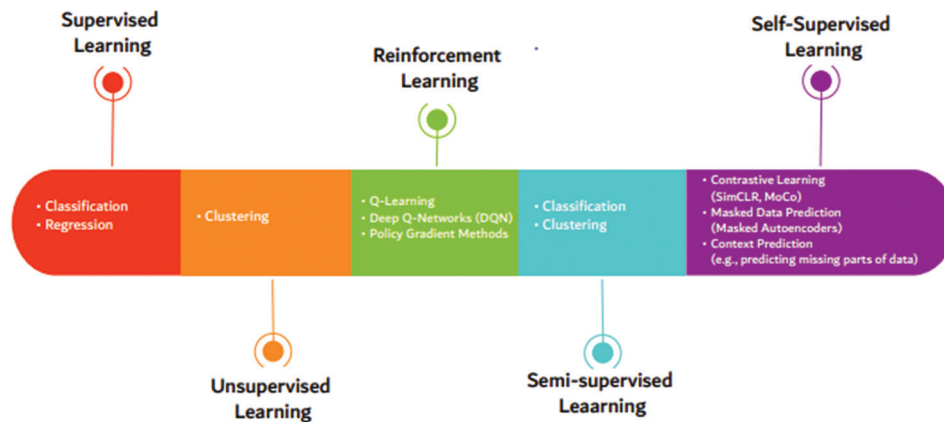 Supervised
Learning
Reinforcement
Learning
Self-Supervised
Learning
• Classification
• Regression
• Clustering
• Q-Learning
• Deep Q-Networks (DQN)
• Policy Gradient Methods
• Classification
• Clustering
• Contrastive Learning
(SimCLR, MoCo)
• Masked Data Prediction
(Masked Autoencoders)
• Context Prediction
(e.g., predicting missing parts of data)
Unsupervised
Learning
Semi-supervised
Leaarning